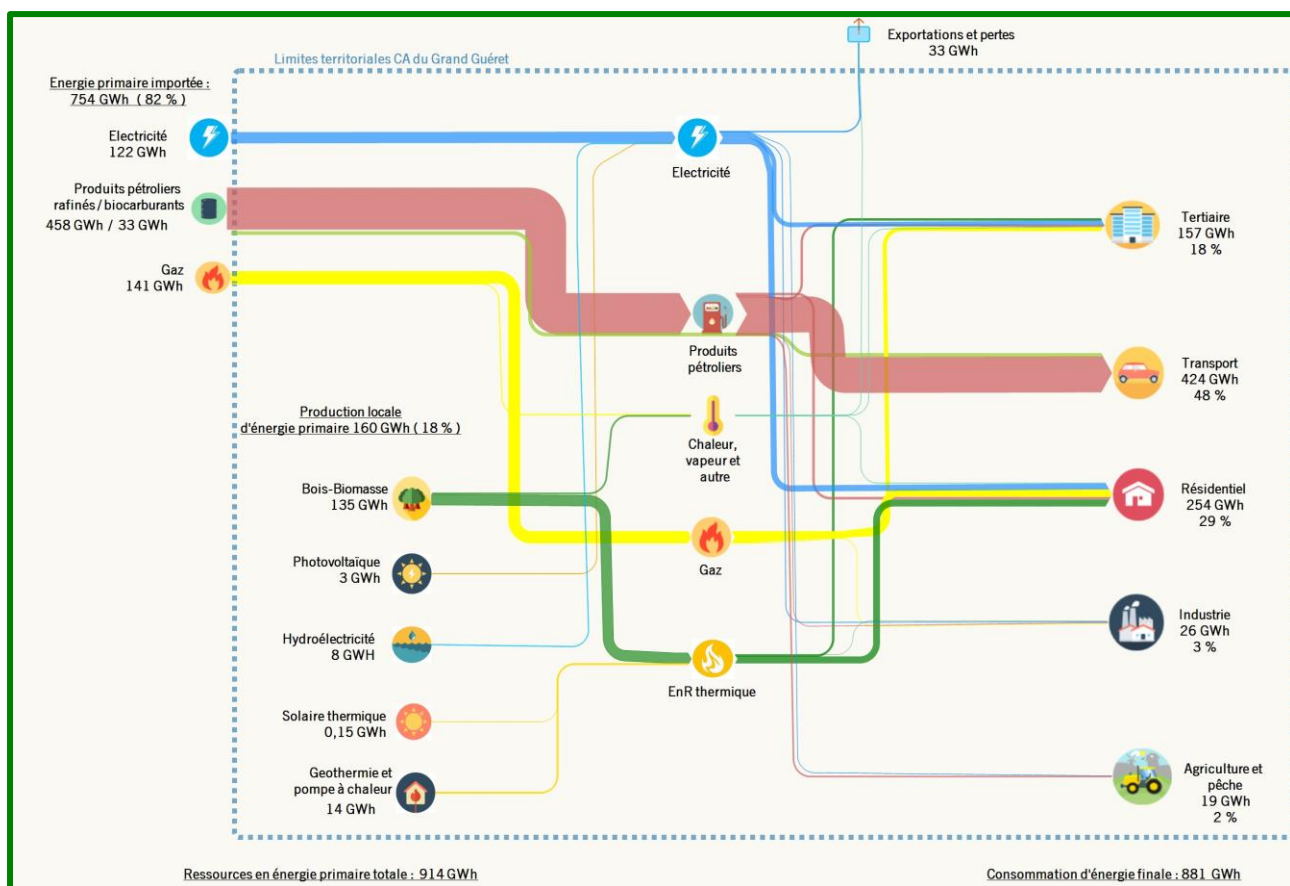 Exportations et pertes
33 GWh
Limites territoriales CA du Grand Guéret
Energie primaire importée :
754 GWh ( 82 % )
Electricité
122 GWh
Electricité
Produits pétroliers
rafinés / biocarburants
458 GWh / 33 GWh
Tertiaire
157 GWh
18 %
Gaz
141 GWh
Produits
pétroliers
Transport
424 GWh
48 %
Production locale
d'énergie primaire 160 GWh ( 18 % )
Chaleur,
vapeur et
autre
Bois-Biomasse
135 GWh
Résidentiel
254 GWh
29 %
Photovoltaïque
3 GWh
Gaz
Hydroélectricité
8 GWH
Industrie
26 GWh
3 %
EnR thermique
Solaire thermique
0,15 GWh
Geothermie et
pompe à chaleur
14 GWh
Agriculture et
pêche
19 GWh
2 %
Ressources en énergie primaire totale : 914 GWh
Consommation d'énergie finale : 881 GWh